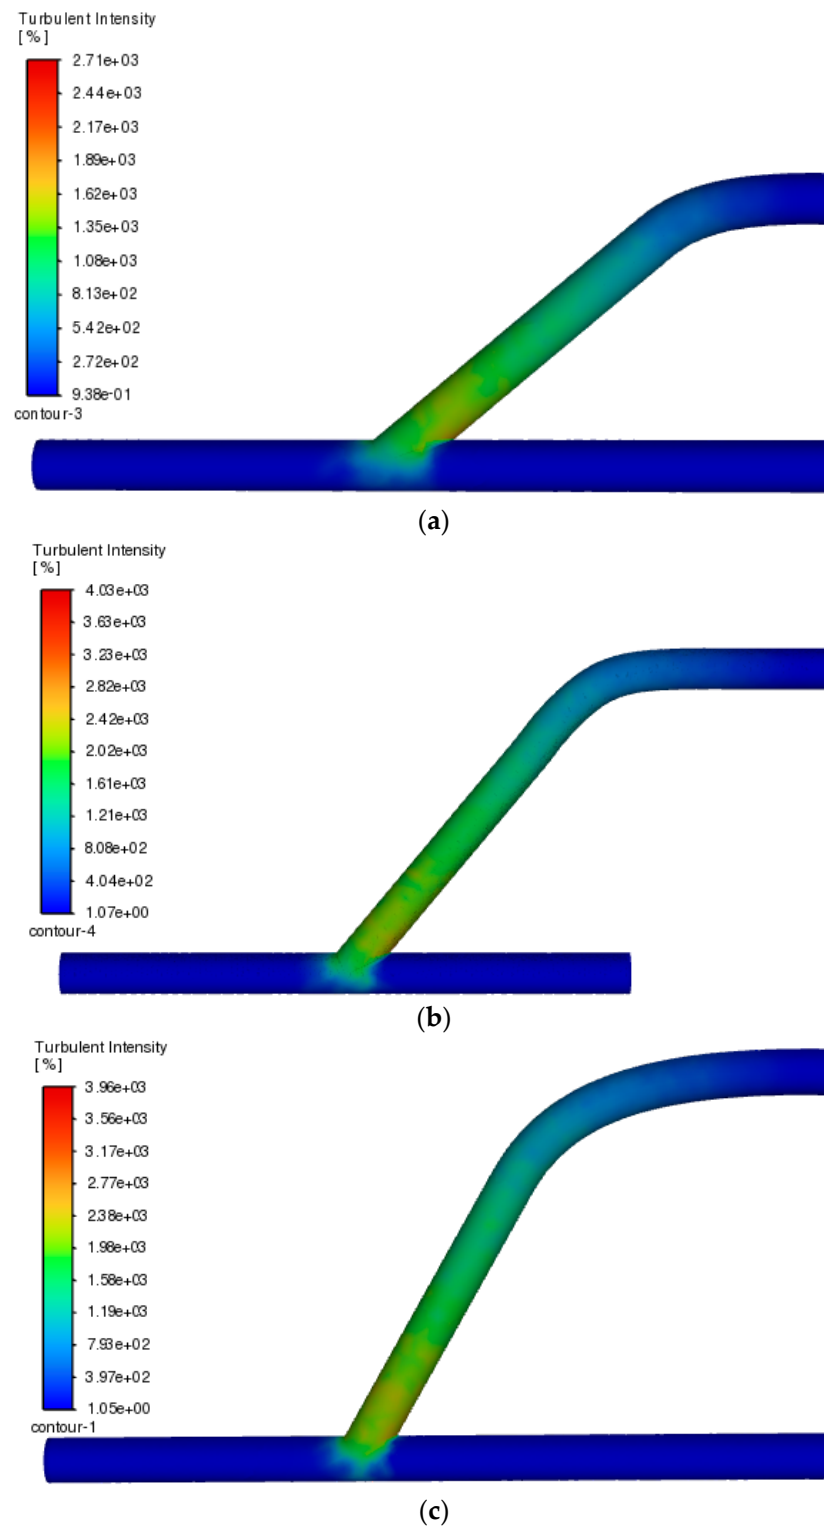 Turbulent Intensity
[%]
2.71e+03
2.44e+03
2.17e+03
1.89e+03
1.62e+03
1.35e+03
1.08e+03
8.13e+02
5.42e+02
2.72e+02
9.38e-01
contour-3
(a)
Turbulent Intensity
[%]
4.03e+03
3.63e+03
3.23e+03
2.82e+03
2.42e+03
2.02e+03
1.61e+03
1.21e+03
8.08e+02
4.04e+02
1.07e+00
contour-4
(b)
Turbulent Intensity
[%]
3.96e+03
3.56e+03
3.17e+03
2.77e+03
2.38e+03
1.98e+03
1.58e+03
1.19e+03
7.93e+02
3.97e+02
1.05e+00
contour-1
(c)